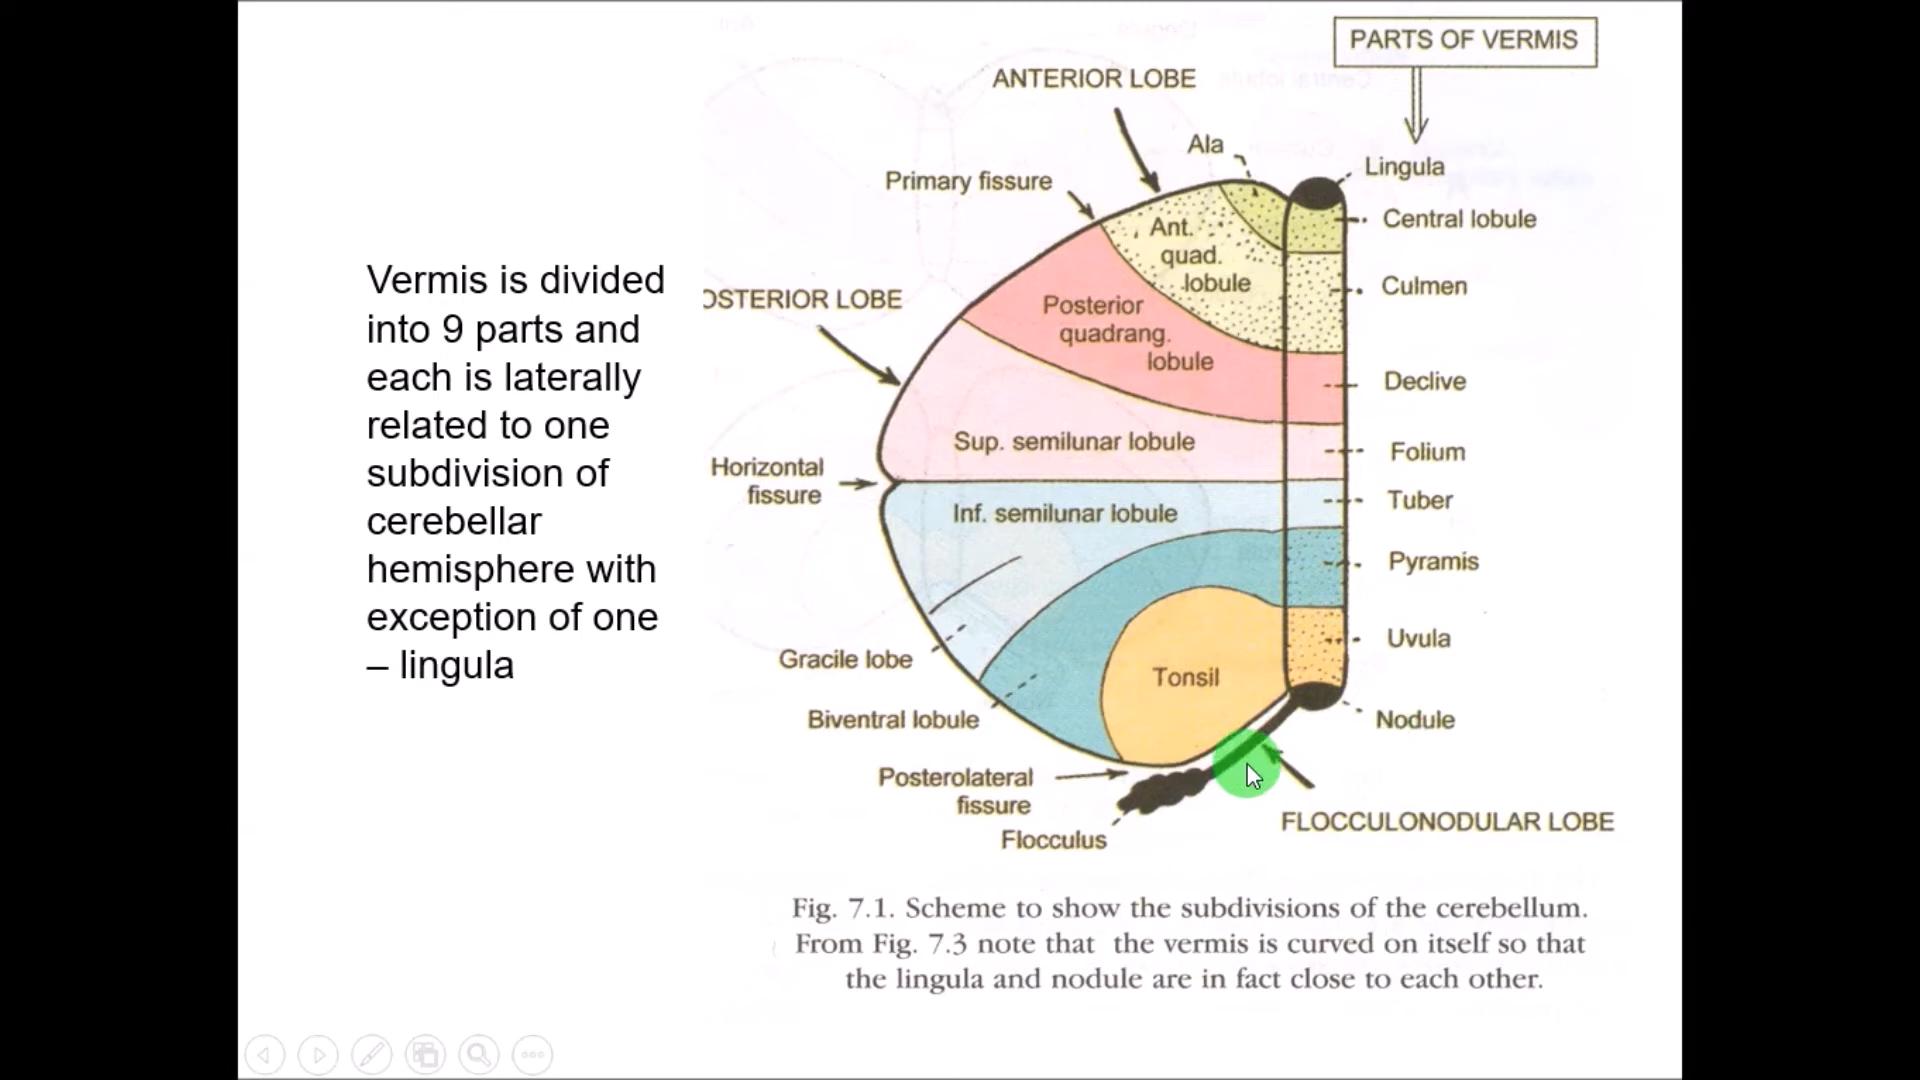 PARTS OF VERMIS
ANTERIOR LOBE
Ala
Lingula
Primary fissure
Central lobule
Ant.
quad.
lobule
Culmen
Vermis is divided
into 9 parts and
each is laterally
related to one
subdivision of
cerebellar
hemisphere with
exception of one
– lingula
OSTERIOR LOBE
Posterior
quadrang.
lobule
Declive
Sup. semilunar lobule
Folium
Horizontal
fissure
Tuber
Inf. semilunar lobule
Pyramis
Uvula
Gracile lobe
Tonsil
Biventral lobule
Nodule
Posterolateral
fissure
Flocculus
FLOCCULONODULAR LOBE
Fig. 7.1. Scheme to show the subdivisions of the cerebellum.
From Fig. 7.3 note that the vermis is curved on itself so that
the lingula and nodule are in fact close to each other.